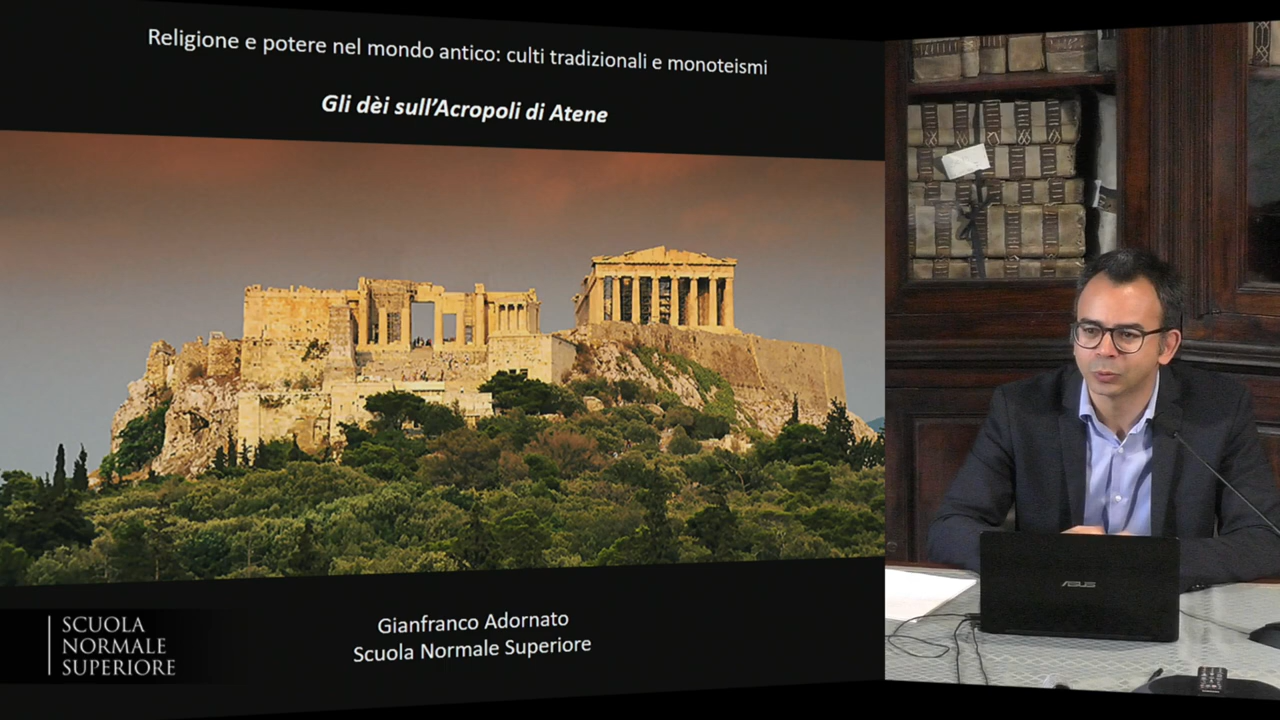 Religione e potere nel mondo antico: culti tradizionali e monoteismi
Gli dèi sull'Acropoli di Atene
Gianfranco Adornato
Scuola Normale Superiore
SCUOLA
NORMALE
SUPERIORE
ASUS